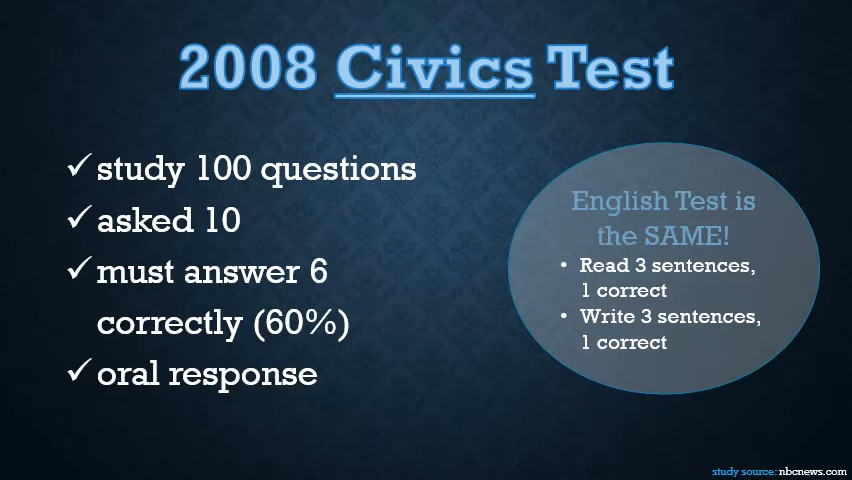 2008 Civics Test
✓ study 100 questions
✓ asked 10
✓ must answer 6
correctly (60%)
✓ oral response
English Test is
the SAME!
• Read 3 sentences,
1 correct
• Write 3 sentences,
1 correct
study source: nbcnews.com